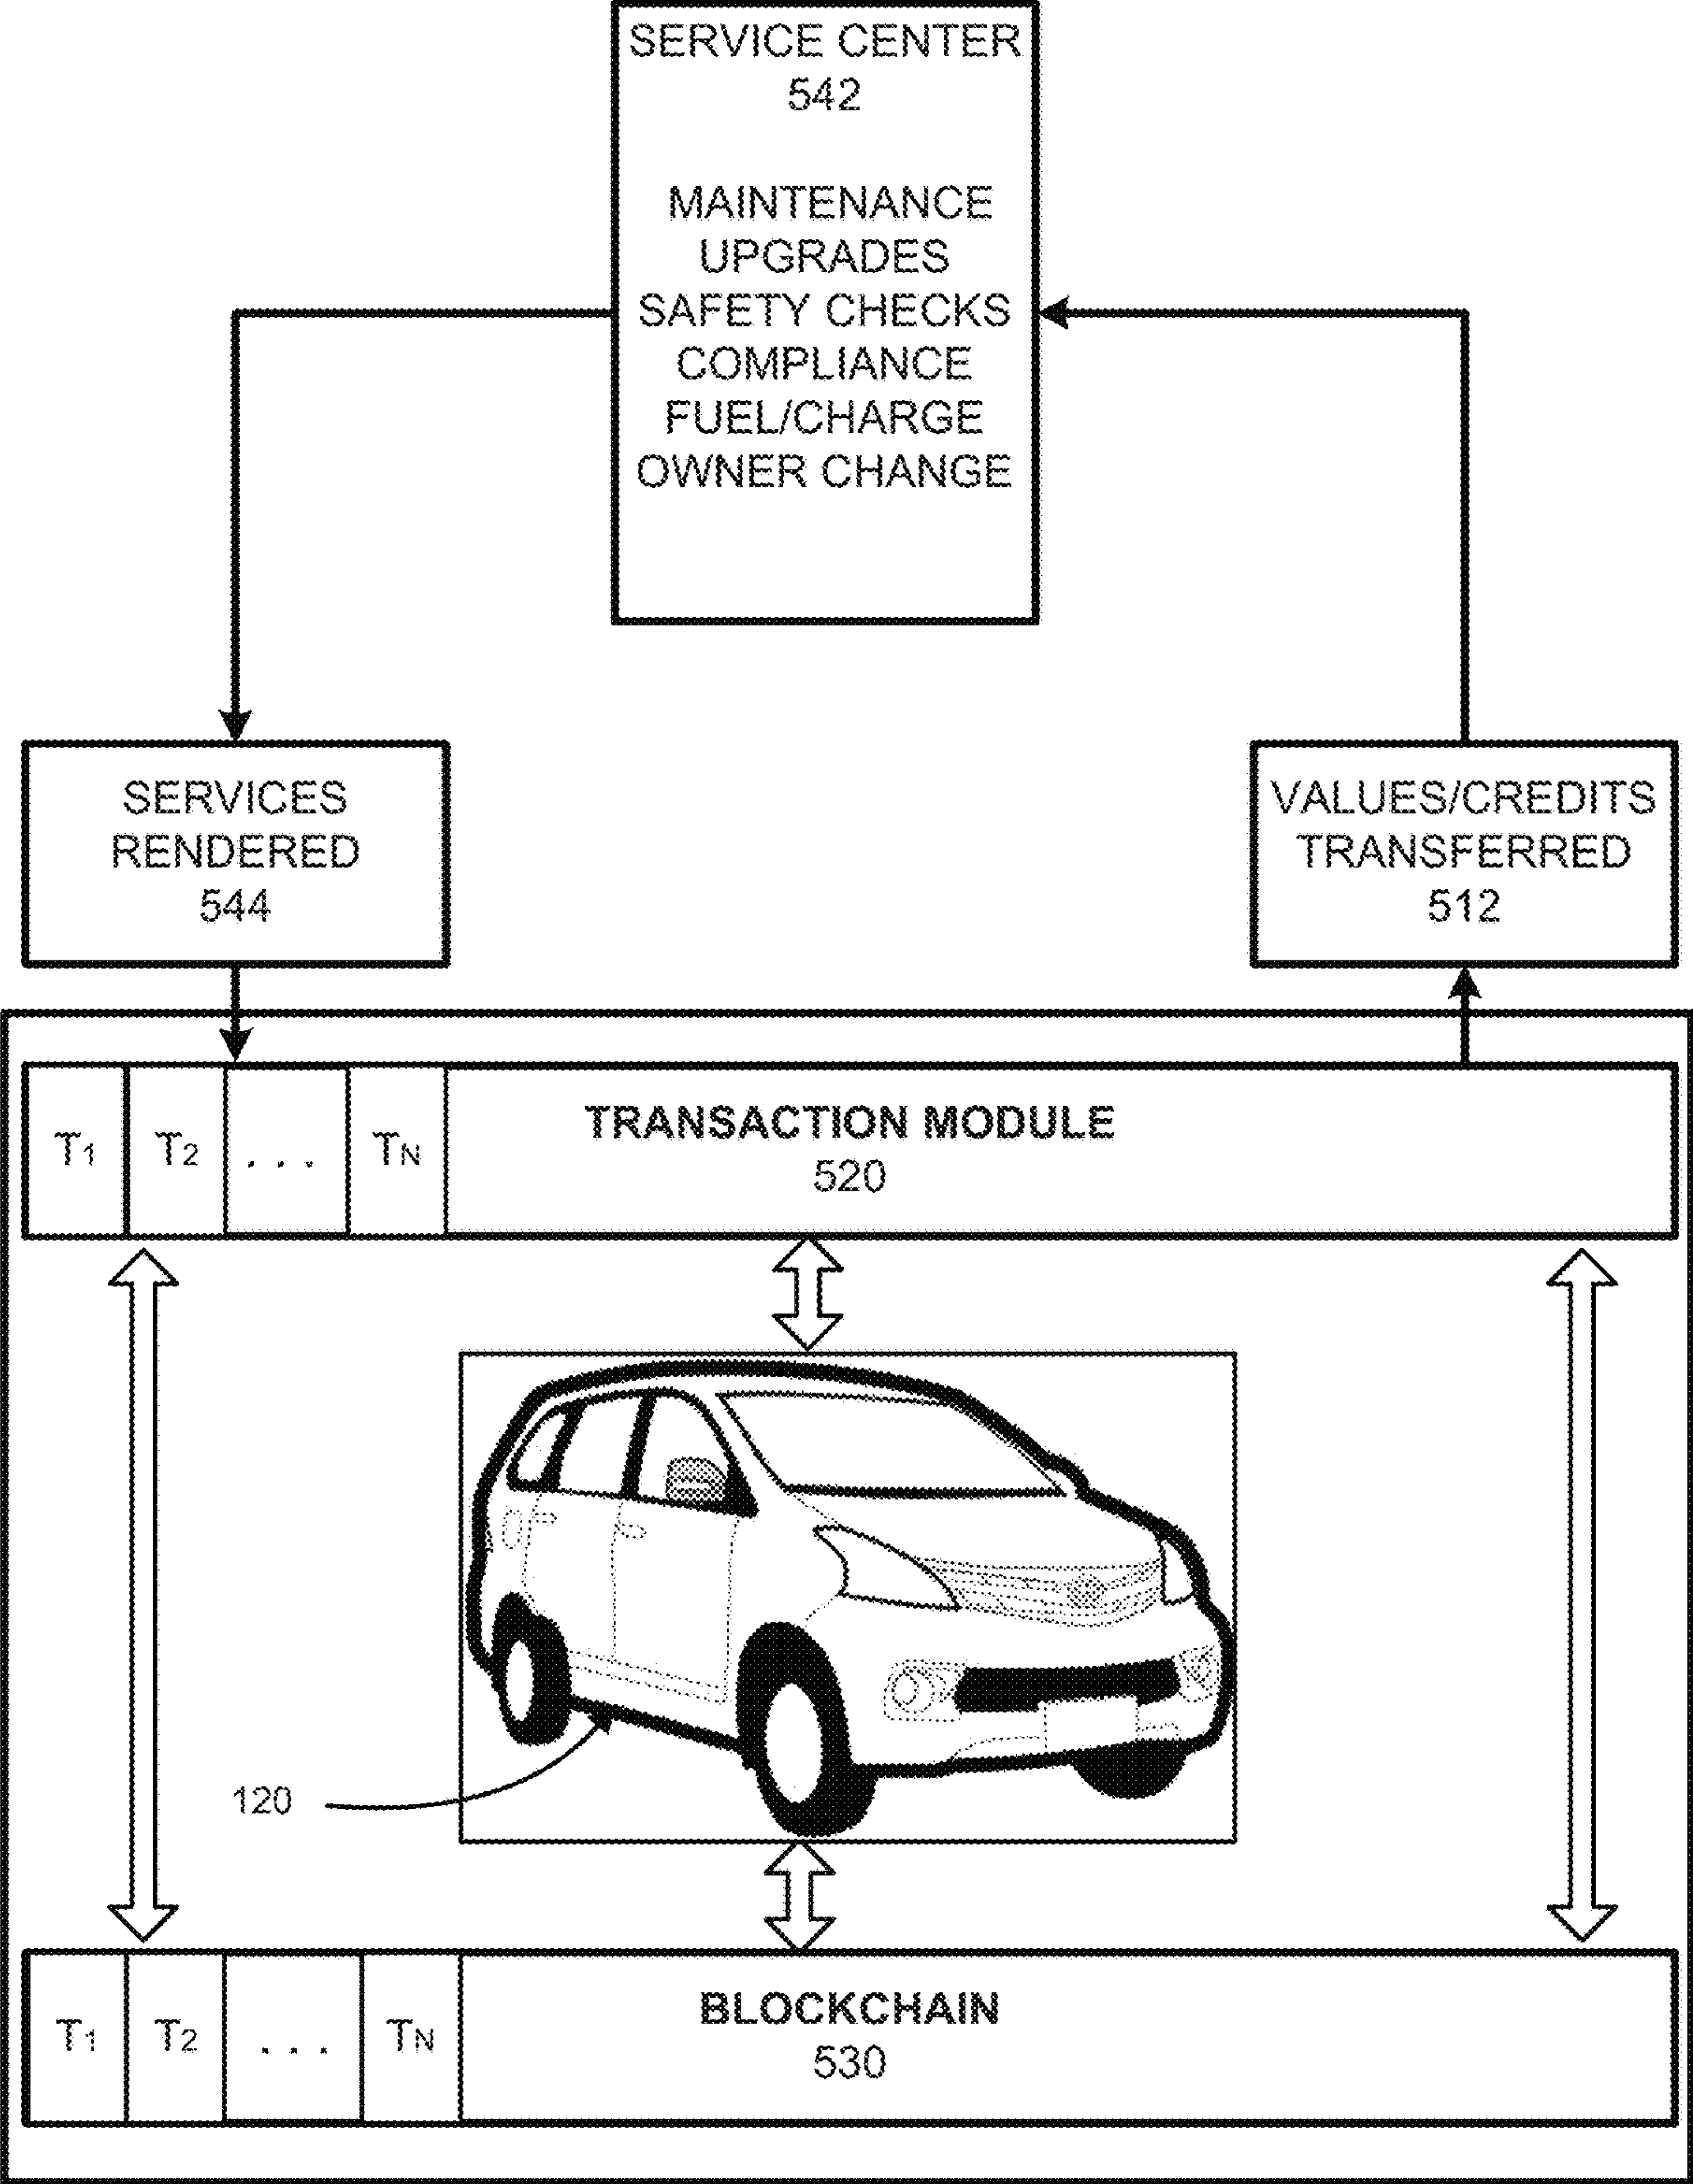 SERVICE CENTER
542
MAINTENANCE
UPGRADES
SAFETY CHECKS
COMPLIANCE
FUEL/CHARGE
OWNER CHANGE
SERVICES
RENDERED
544
VALUES/CREDITS
TRANSFERRED
512
T1 T2 . . . TN
TRANSACTION MODULE
520
120
T1 T2 . . . TN
BLOCKCHAIN
530